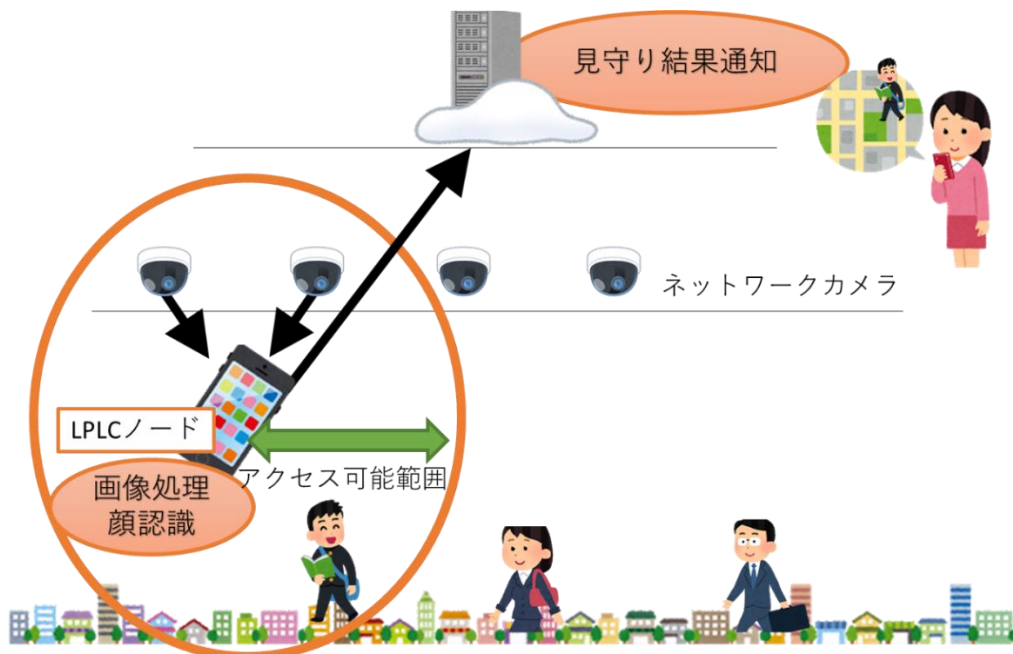 見守り結果通知
ネットワークカメラ
LPLCノード
アクセス可能範囲
画像処理
顔認識